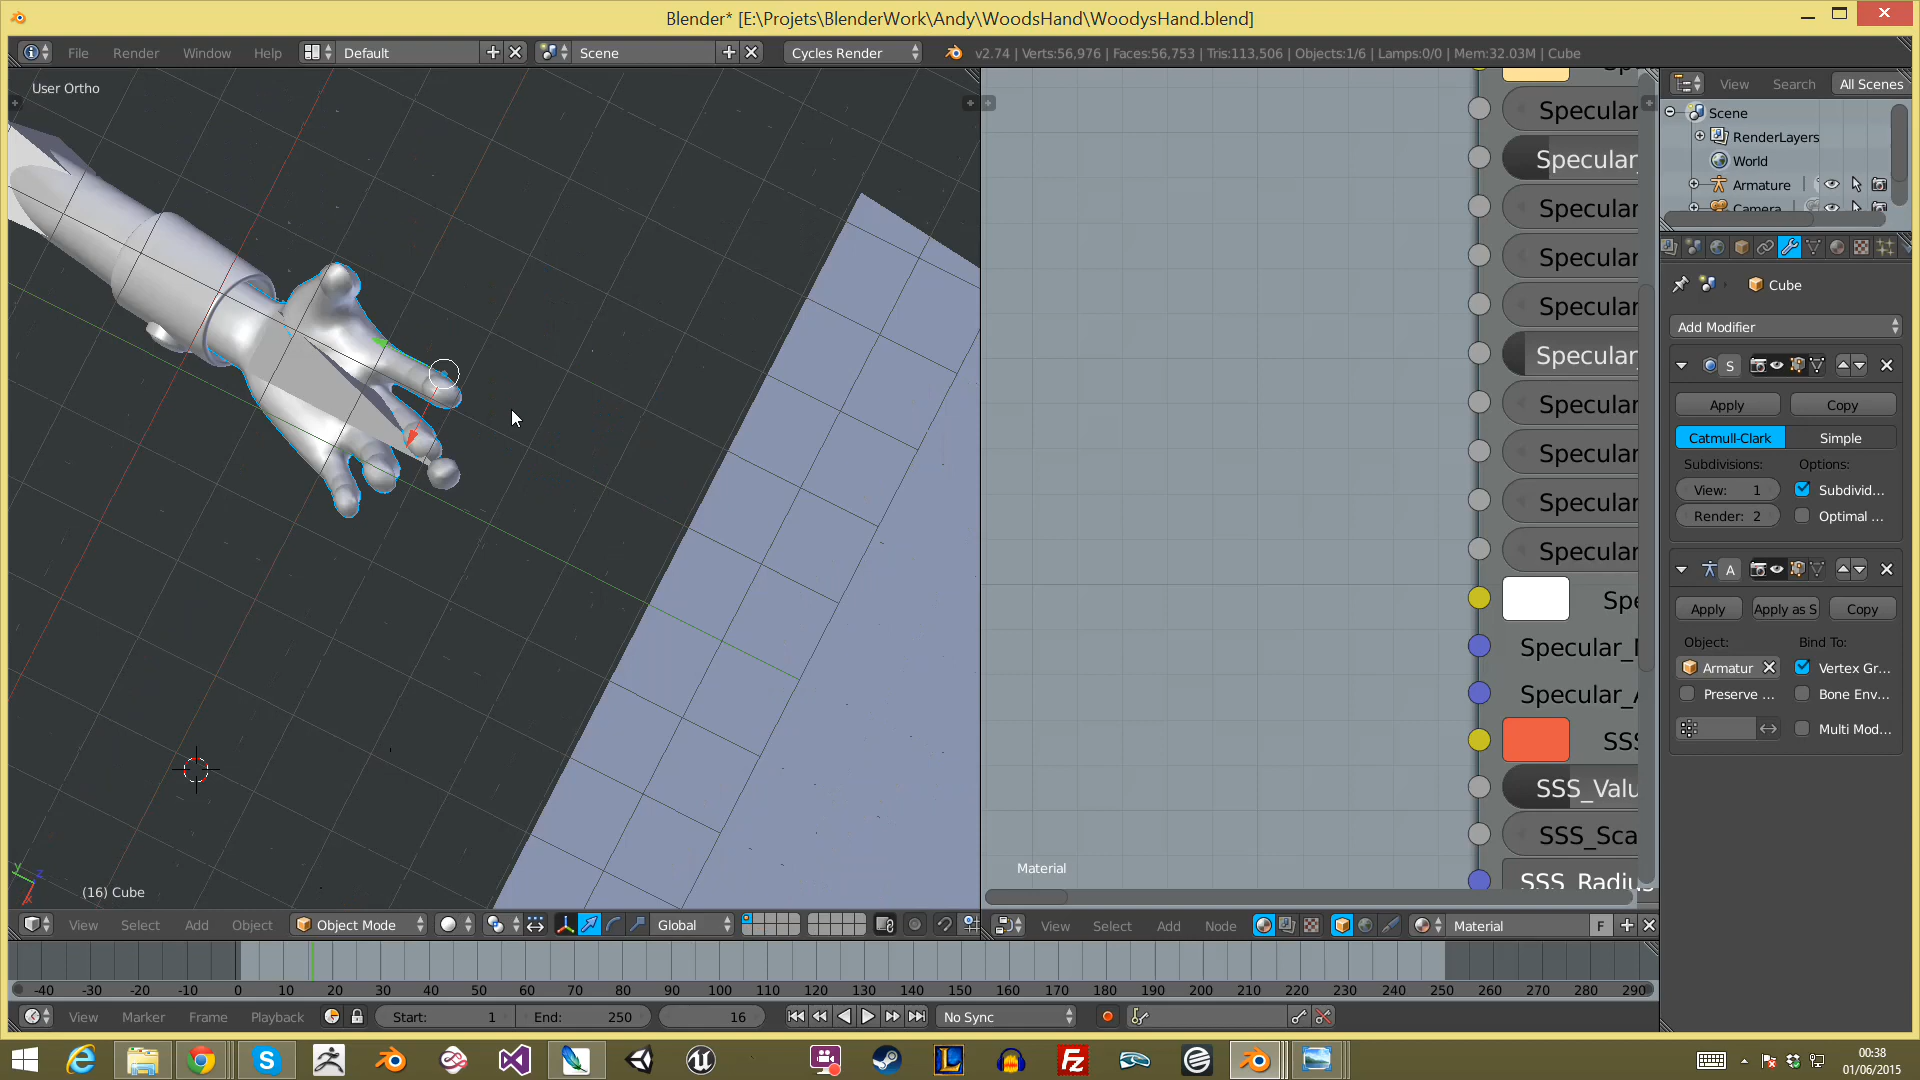 Blender* [E:\Projets\BlenderWork\Andy\WoodsHand\WoodysHand.blend]
File Render Window Help Default Scene Cycles Render v2.74 | Verts:56,976 | Faces:56,753 | Tris:113,506 | Objects:1/6 | Lamps:0/0 | Mem:32.03M | Cube
User Ortho
(16) Cube
View Select Add Object Object Mode Global
Specular
Specular_
Specular
Specular
Specular
Specular_
Specular
Specular
Specular
Specular
Spe
Specular_
Specular_
SSS
SSS_Valu
SSS_Sca
SSS_Radius
Material
View Select Add Node Material F
View Search All Scenes
Scene
RenderLayers
World
Armature
Camera
Cube
Add Modifier
S
Apply Copy
Catmull-Clark Simple
Subdivisions: Options:
View: 1 Subdivid...
Render: 2 Optimal ...
A
Apply Apply as S Copy
Object: Bind To:
Armatur Vertex Gr...
Preserve ... Bone Env...
Multi Mod...
-40 -30 -20 -10 0 10 20 30 40 50 60 70 80 90 100 110 120 130 140 150 160 170 180 190 200 210 220 230 240 250 260 270 280 290
View Marker Frame Playback Start: 1 End: 250 16 No Sync
00:38
01/06/2015